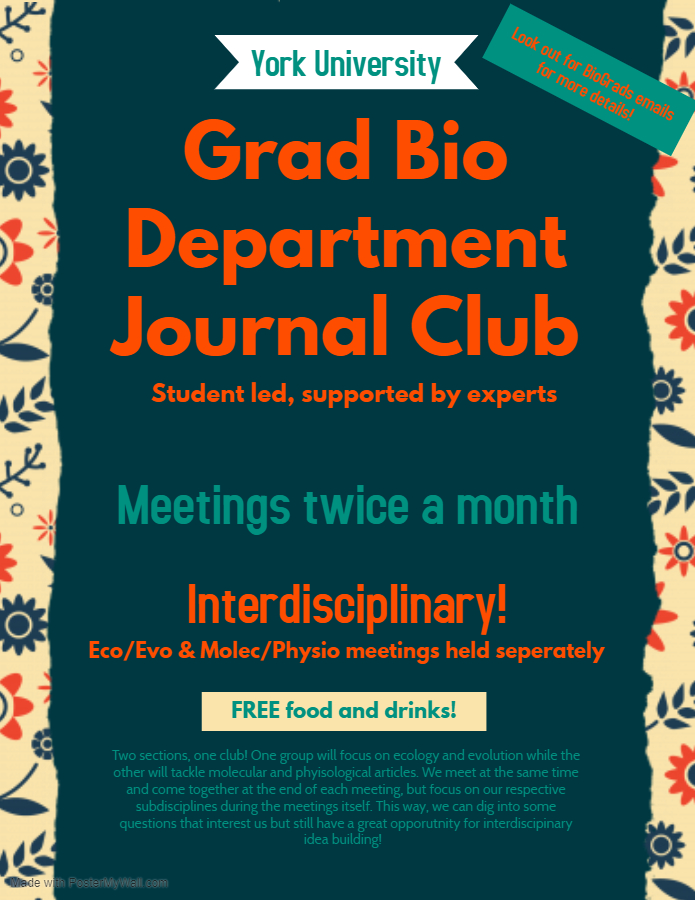 York University
Look out for BioGrads emails
for more details!
Grad Bio
Department
Journal Club
Student led, supported by experts
Meetings twice a month
Interdisciplinary!
Eco/Evo & Molec/Physio meetings held seperately
FREE food and drinks!
Two sections, one club! One group will focus on ecology and evolution while the
other will tackle molecular and phyisological articles. We meet at the same time
and come together at the end of each meeting, but focus on our respective
subdisciplines during the meetings itself. This way, we can dig into some
questions that interest us but still have a great opporutnity for interdiscipinary
idea building!
Made with PosterMyWall.com